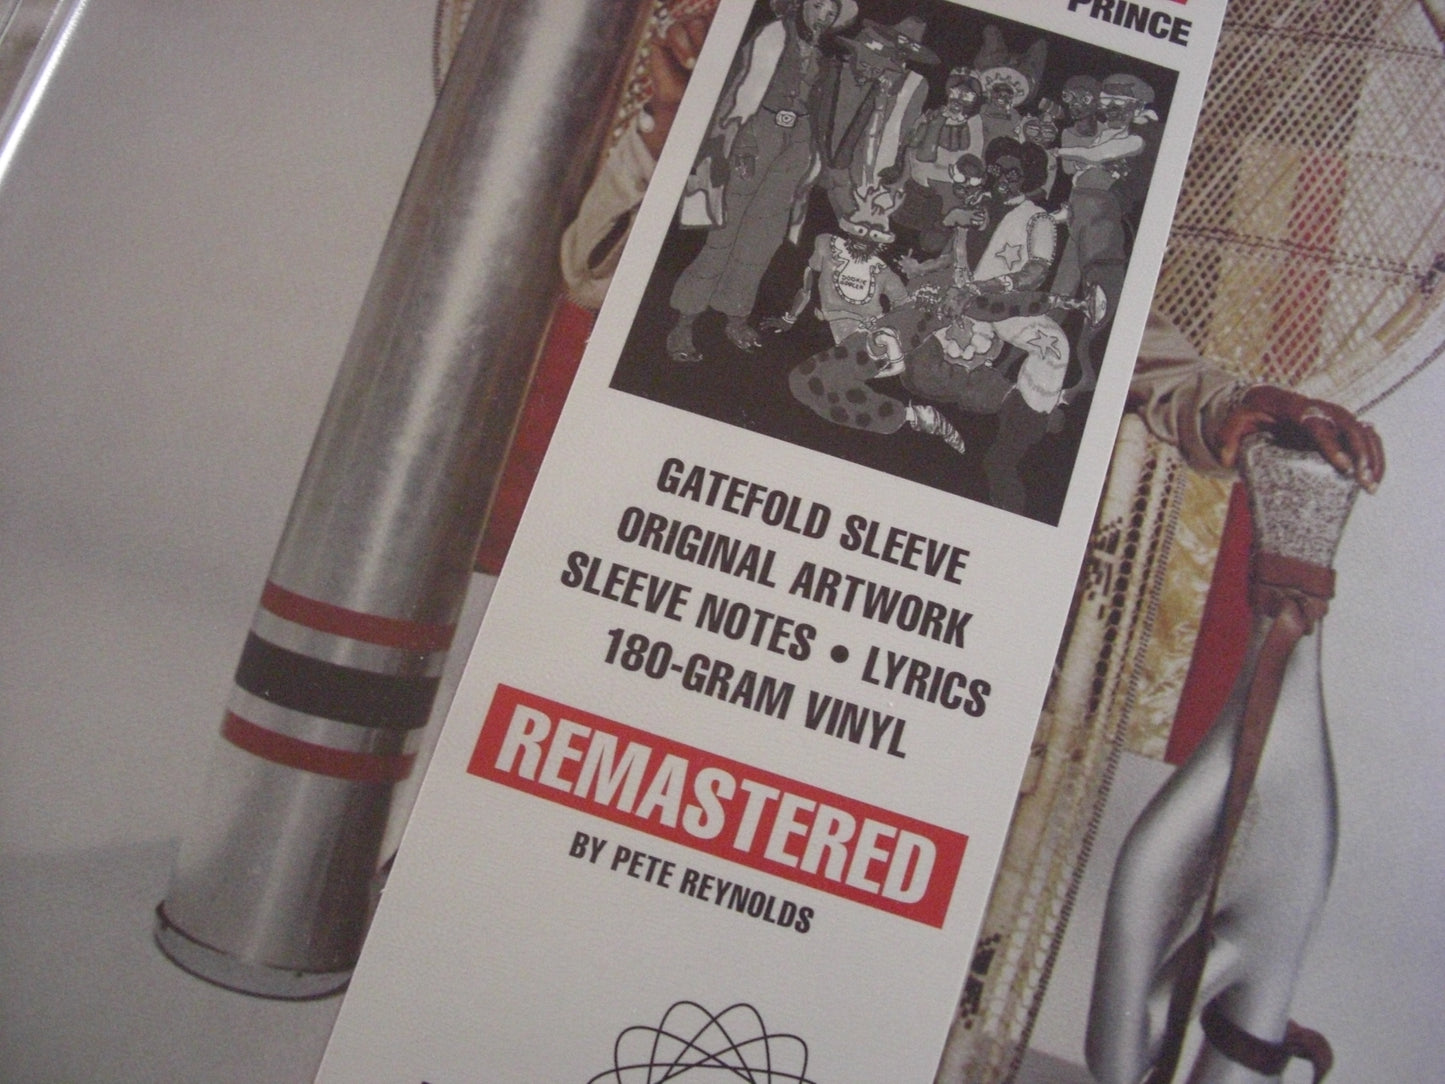 PRINCE
GATEFOLD SLEEVE
ORIGINAL ARTWORK
SLEEVE NOTES • LYRICS
180-GRAM VINYL
REMASTERED
BY PETE REYNOLDS